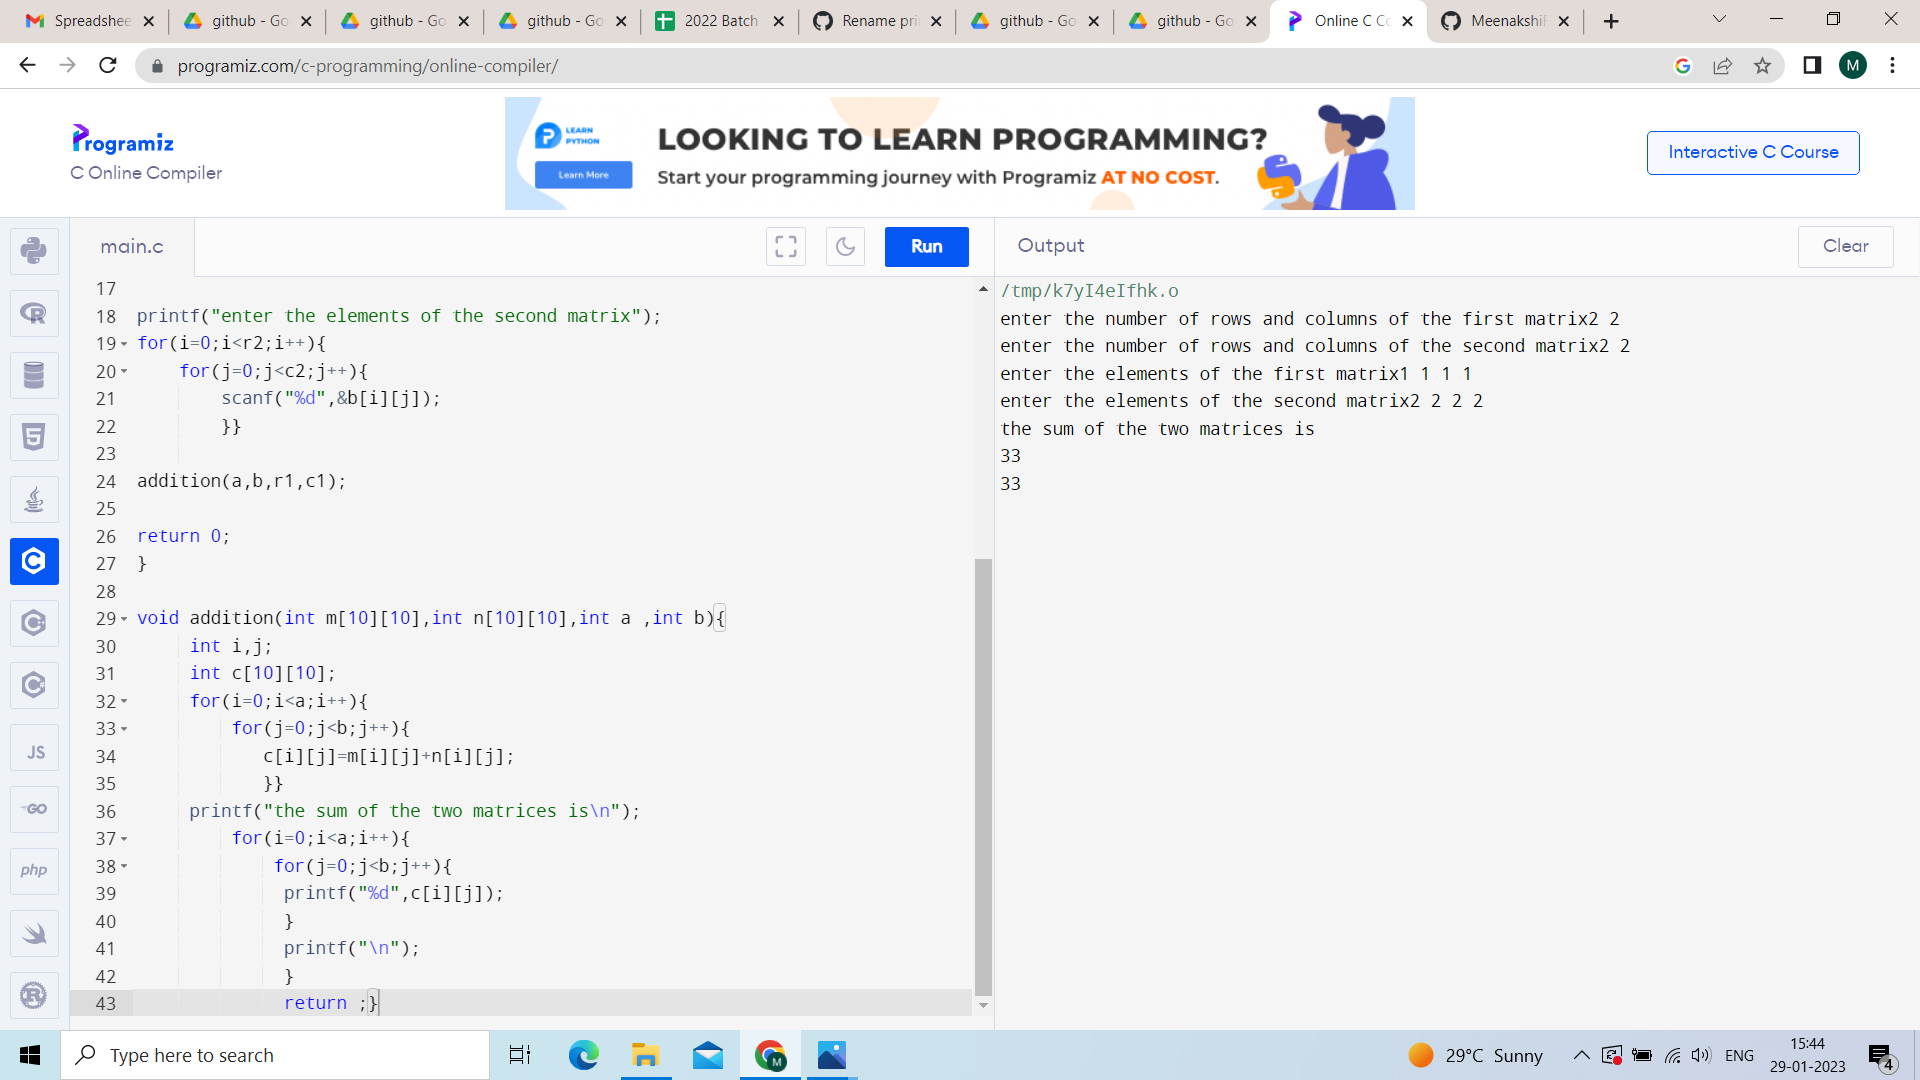 Spreadshee
github - Go
github - Go
github - Go
2022 Batch
Rename pri
github - Go
github - Go
Online C Co
Meenakshi
programiz.com/c-programming/online-compiler/
M
Programiz
C Online Compiler
LEARN
PYTHON
Learn More
LOOKING TO LEARN PROGRAMMING?
Start your programming journey with Programiz AT NO COST.
Interactive C Course
main.c
Run
Output
Clear
17
18 printf("enter the elements of the second matrix");
19 for(i=0;i<r2;i++){
20 for(j=0;j<c2;j++){
21 scanf("%d",&b[i][j]);
22 }}
23
24 addition(a,b,r1,c1);
25
26 return 0;
27 }
28
29 void addition(int m[10][10],int n[10][10],int a ,int b){
30 int i,j;
31 int c[10][10];
32 for(i=0;i<a;i++){
33 for(j=0;j<b;j++){
34 c[i][j]=m[i][j]+n[i][j];
35 }}
36 printf("the sum of the two matrices is\n");
37 for(i=0;i<a;i++){
38 for(j=0;j<b;j++){
39 printf("%d",c[i][j]);
40 }
41 printf("\n");
42 }
43 return ;}
/tmp/k7yI4eIfhk.o
enter the number of rows and columns of the first matrix2 2
enter the number of rows and columns of the second matrix2 2
enter the elements of the first matrix1 1 1 1
enter the elements of the second matrix2 2 2 2
the sum of the two matrices is
33
33
JS
GO
php
Type here to search
M
29°C Sunny
ENG
15:44
29-01-2023
4